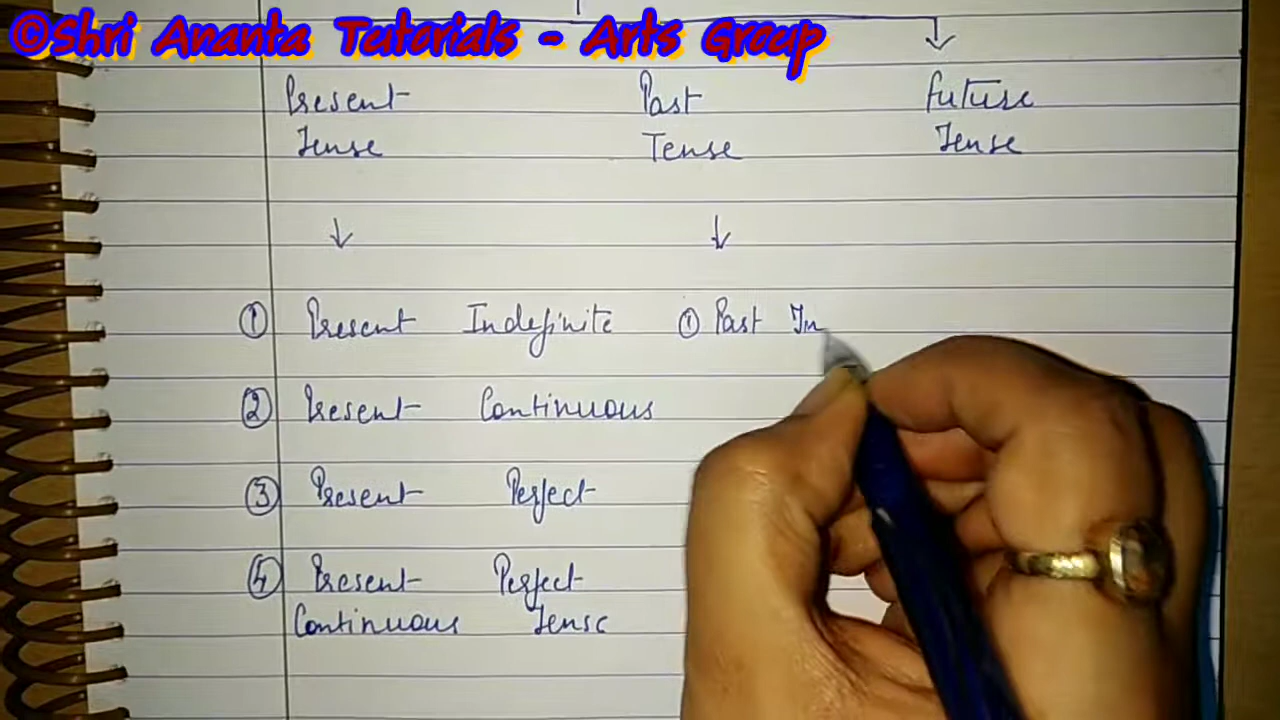 ©Shri Ananta Tutorials - Arts Group
Present Past Future
Tense Tense Tense
① Present Indefinite ① Past In
② Present Continuous
③ Present Perfect
④ Present Perfect
Continuous Tense